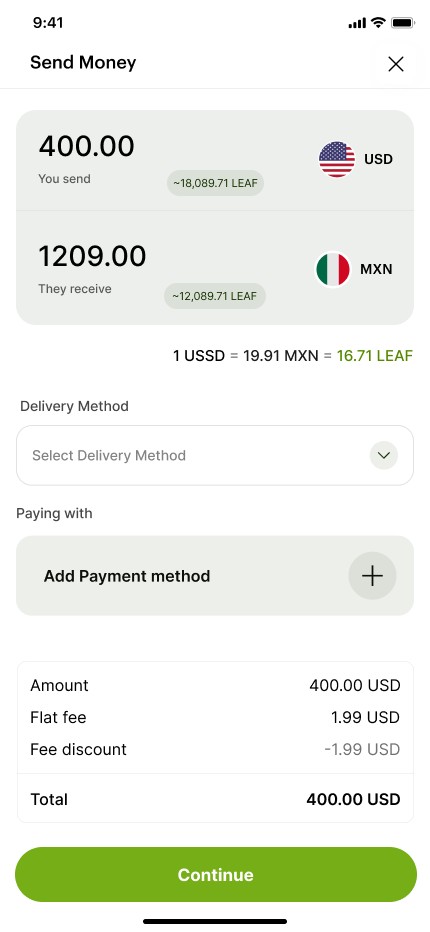 9:41
Send Money
400.00
USD
You send
~18,089.71 LEAF
1209.00
MXN
They receive
~12,089.71 LEAF
1 USSD = 19.91 MXN = 16.71 LEAF
Delivery Method
Select Delivery Method
Paying with
Add Payment method
Amount 400.00 USD
Flat fee 1.99 USD
Fee discount -1.99 USD
Total 400.00 USD
Continue